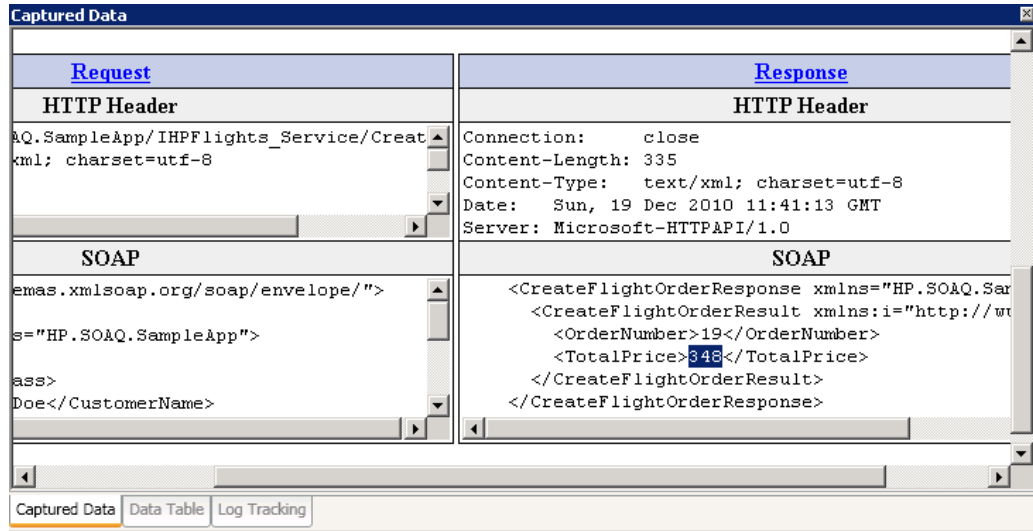 Captured Data
Request
HTTP Header
AQ.SampleApp/IHPFlights_Service/Creat
xml; charset=utf-8
SOAP
emas.xmlsoap.org/soap/envelope/">
s="HP.SOAQ.SampleApp">
ass>
Doe</CustomerName>
Response
HTTP Header
Connection: close
Content-Length: 335
Content-Type: text/xml; charset=utf-8
Date: Sun, 19 Dec 2010 11:41:13 GMT
Server: Microsoft-HTTPAPI/1.0
SOAP
<CreateFlightOrderResponse xmlns="HP.SOAQ.Sam
<CreateFlightOrderResult xmlns:i="http://ww
<OrderNumber>19</OrderNumber>
<TotalPrice>348</TotalPrice>
</CreateFlightOrderResult>
</CreateFlightOrderResponse>
Captured Data Data Table Log Tracking